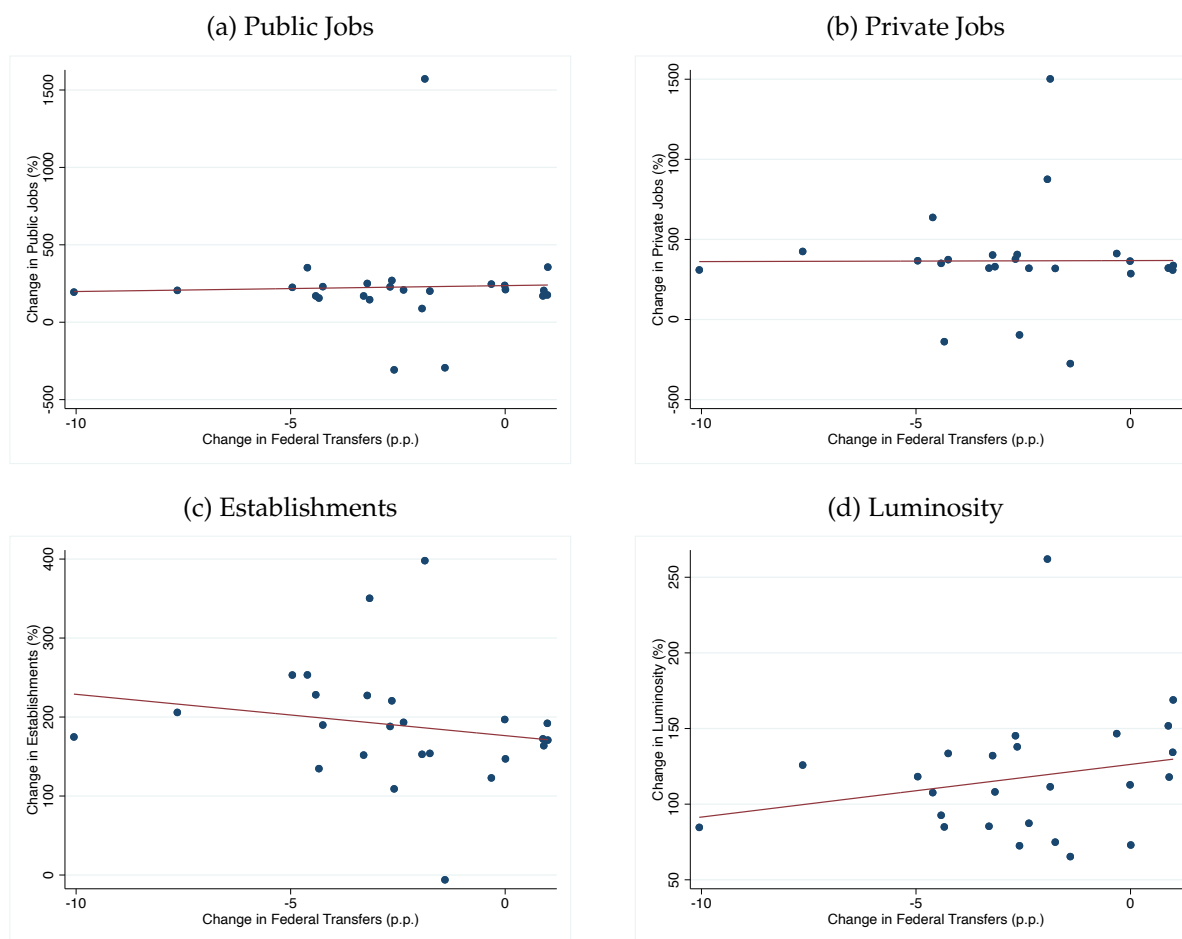 (a) Public Jobs
Change in Public Jobs (%)
1500
1000
500
0
-500
-10
-5
0
Change in Federal Transfers (p.p.)
(b) Private Jobs
Change in Private Jobs (%)
1500
1000
500
0
-500
-10
-5
0
Change in Federal Transfers (p.p.)
(c) Establishments
Change in Establishments (%)
400
300
200
100
0
-10
-5
0
Change in Federal Transfers (p.p.)
(d) Luminosity
Change in Luminosity (%)
250
200
150
100
50
-10
-5
0
Change in Federal Transfers (p.p.)